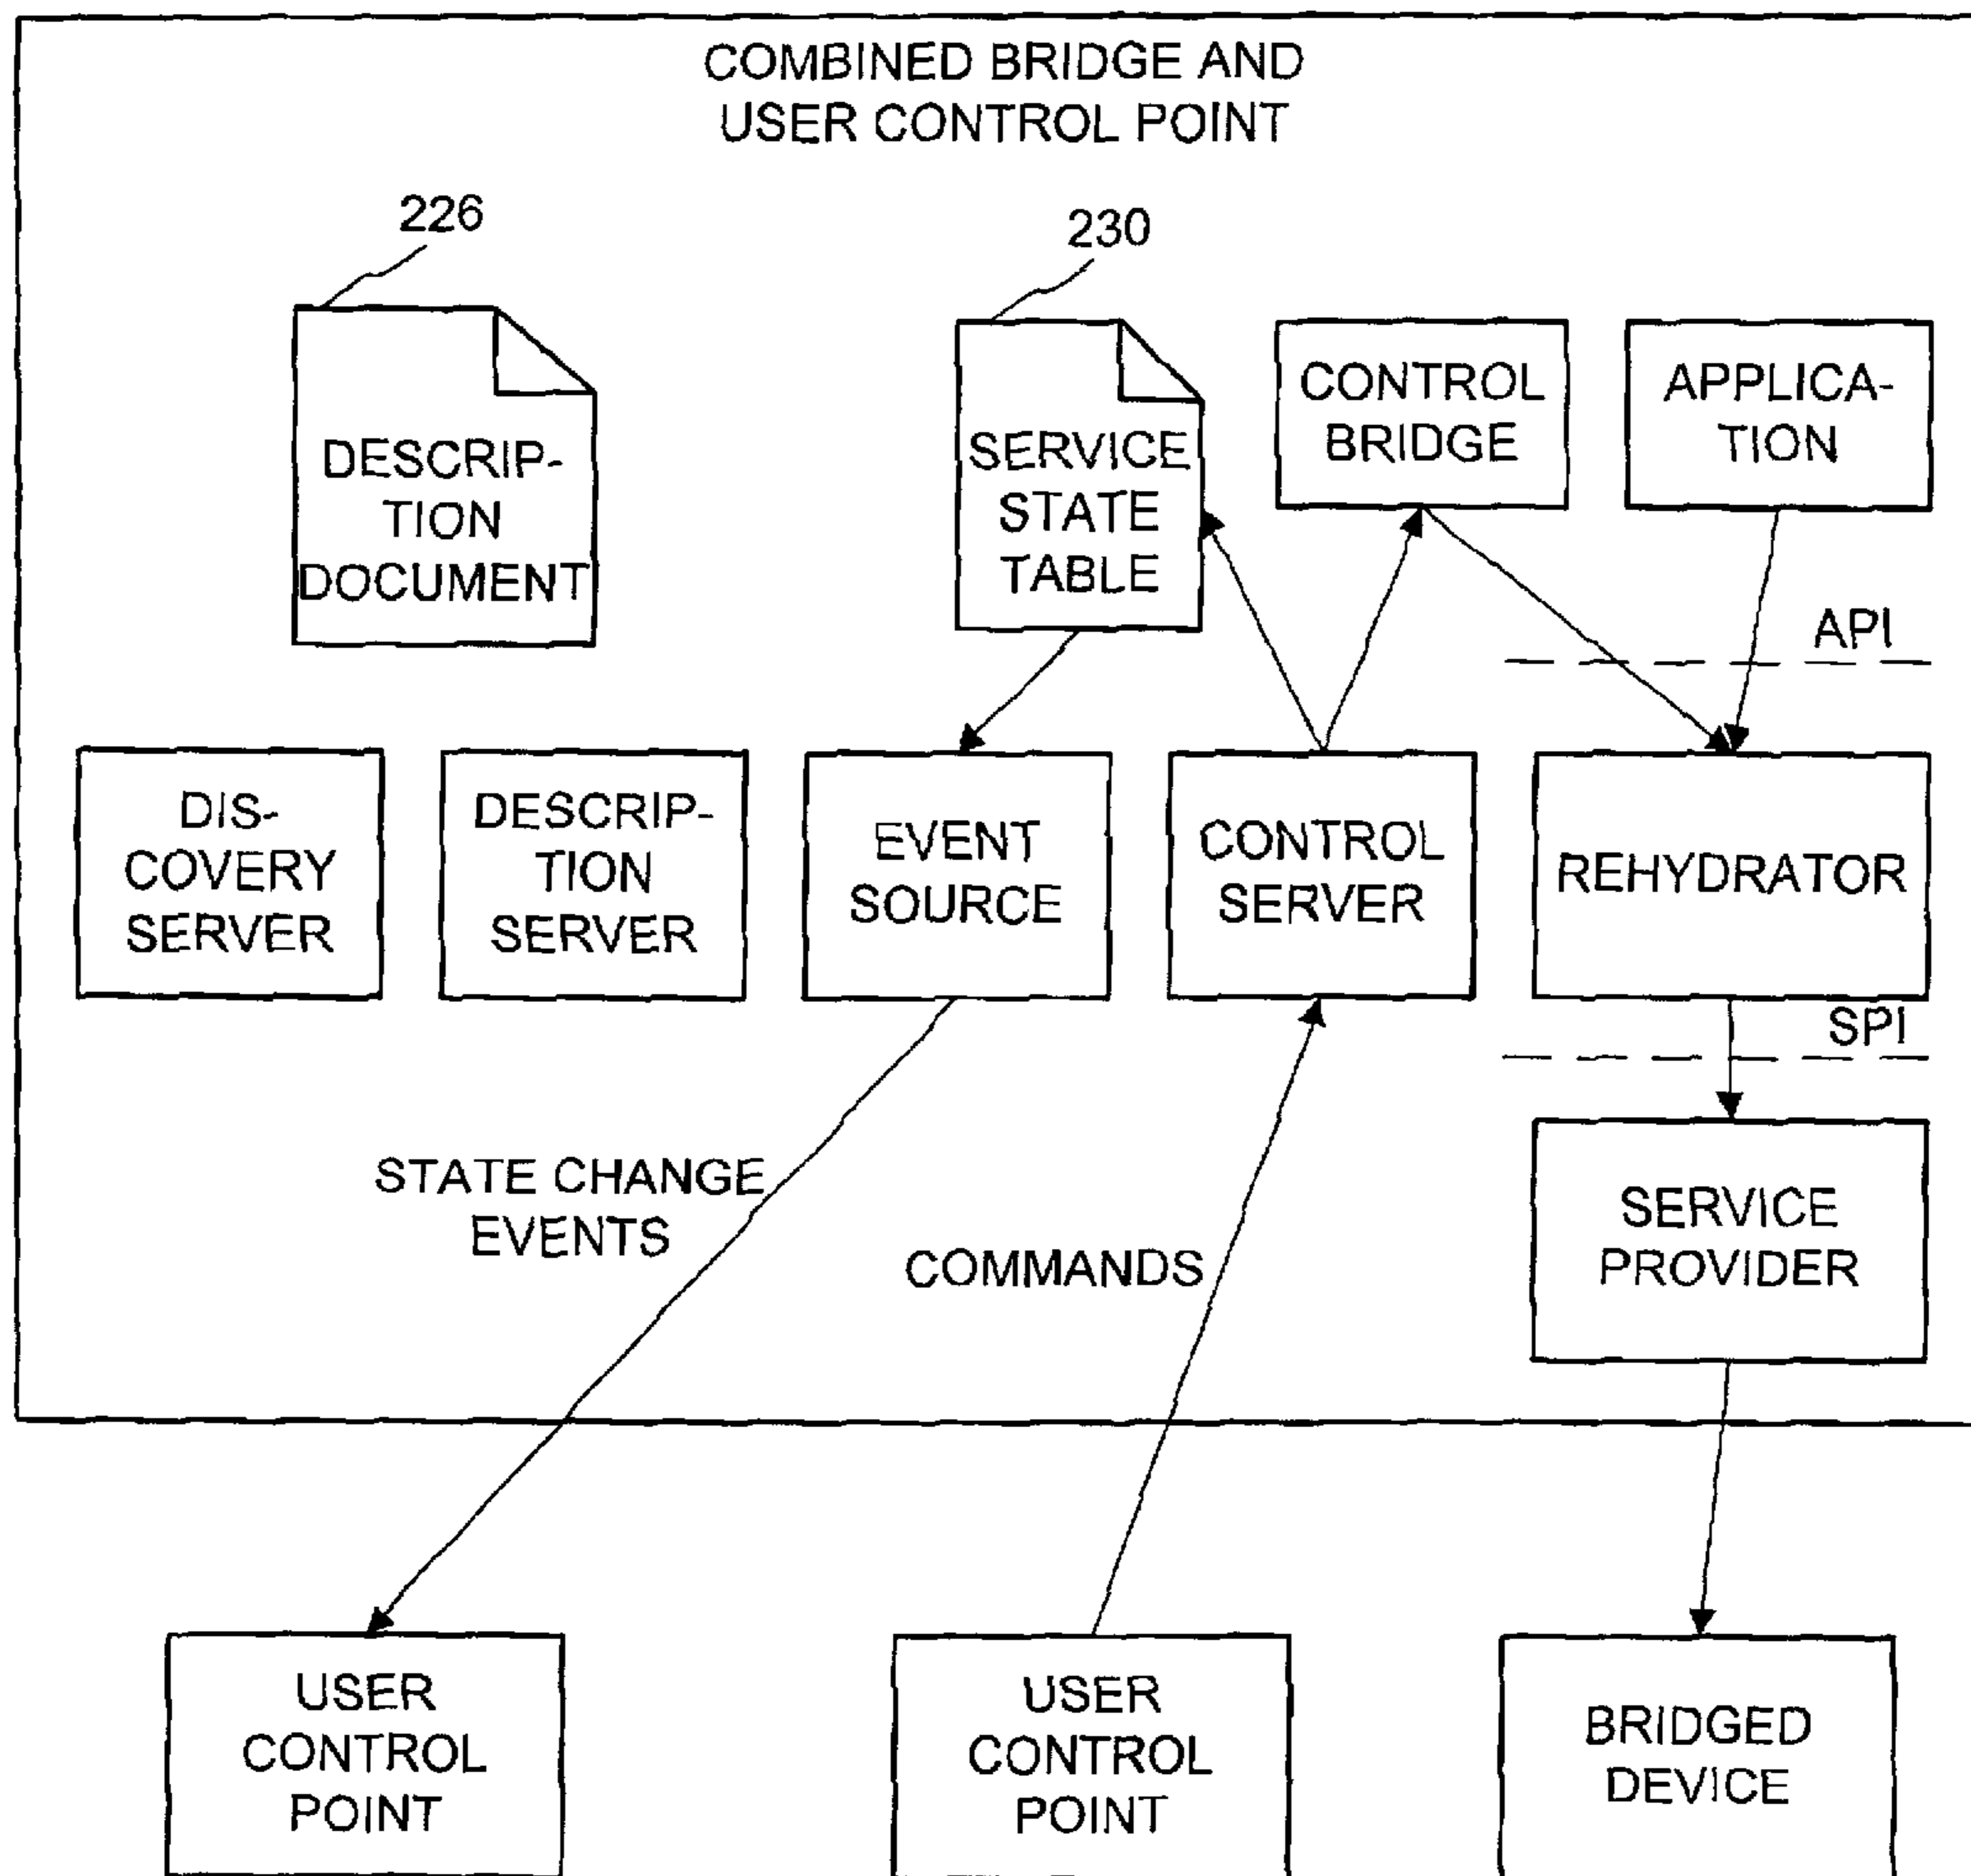 COMBINED BRIDGE AND
USER CONTROL POINT
226
230
DESCRIP-
TION
DOCUMENT
SERVICE
STATE
TABLE
CONTROL
BRIDGE
APPLICA-
TION
API
DIS-
COVERY
SERVER
DESCRIP-
TION
SERVER
EVENT
SOURCE
CONTROL
SERVER
REHYDRATOR
SPI
STATE CHANGE
EVENTS
COMMANDS
SERVICE
PROVIDER
USER
CONTROL
POINT
USER
CONTROL
POINT
BRIDGED
DEVICE